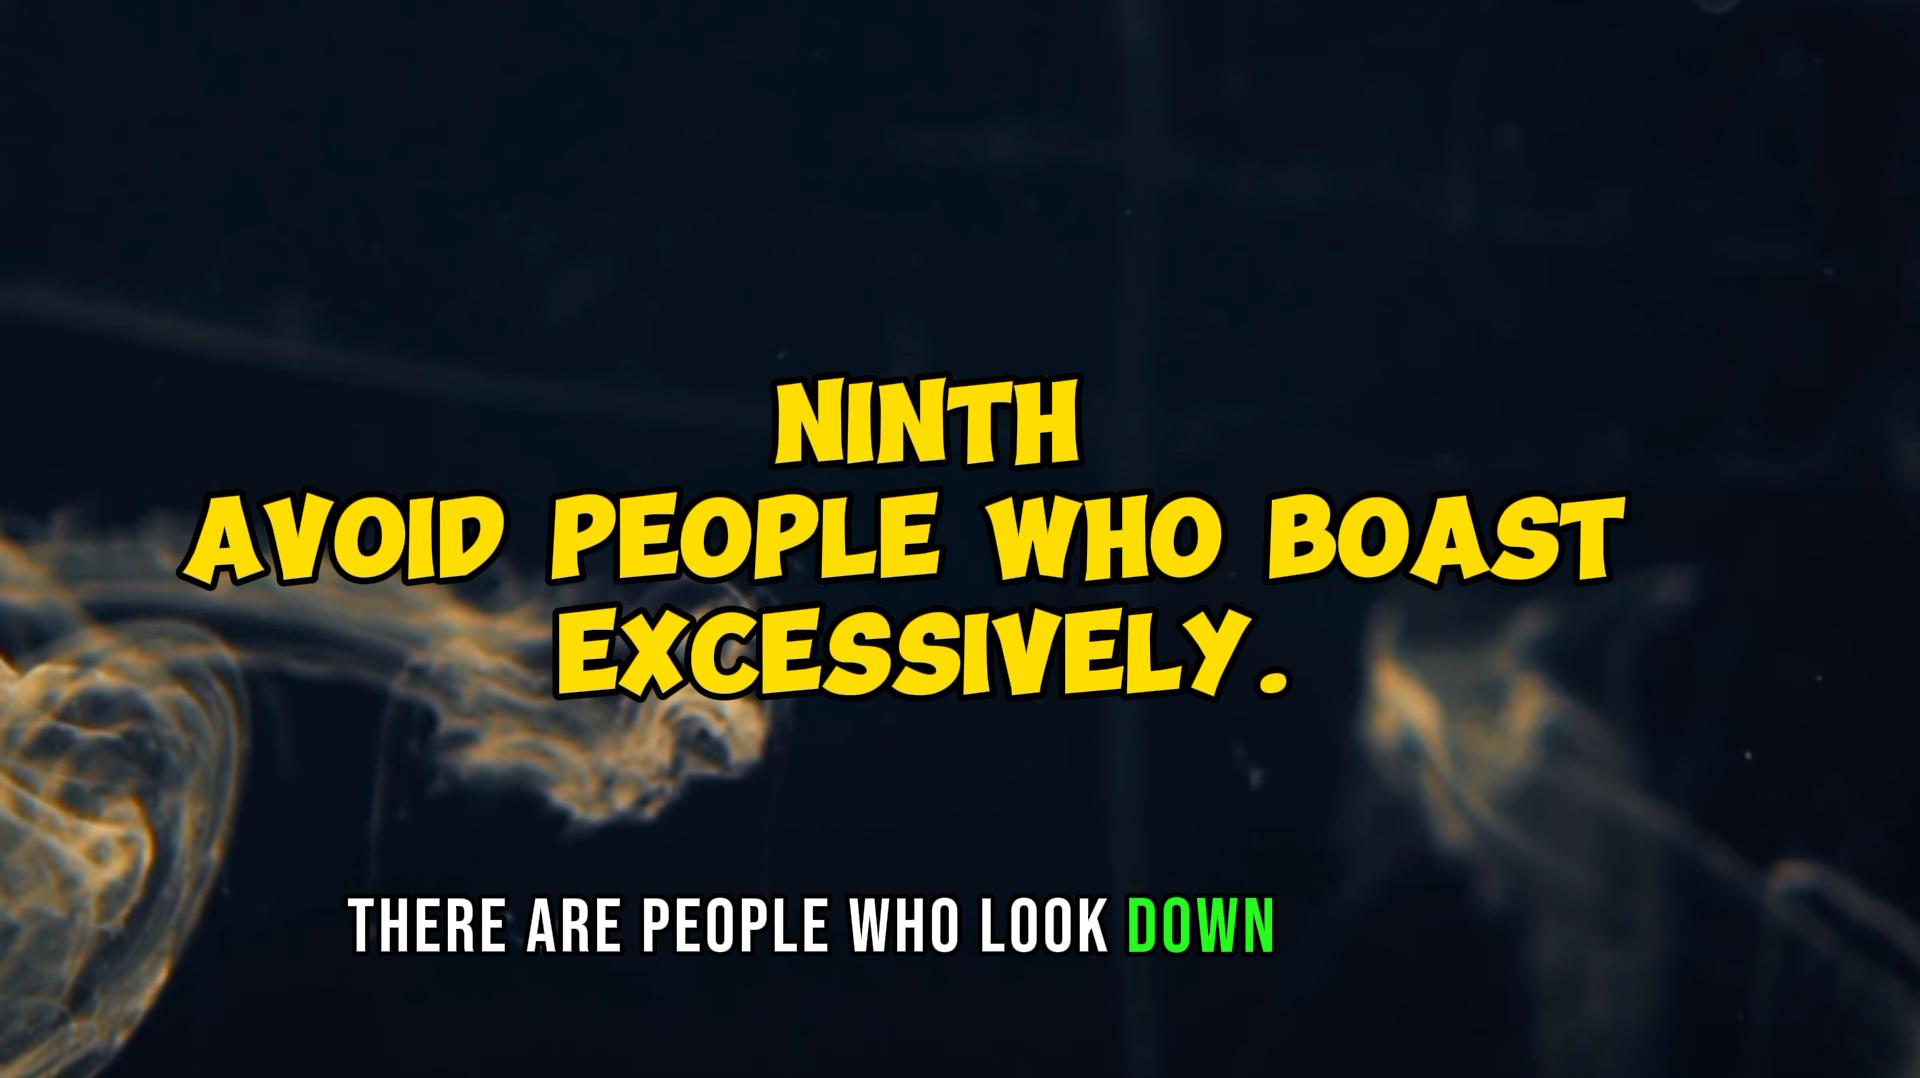 NINTH
AVOID PEOPLE WHO BOAST
EXCESSIVELY.
THERE ARE PEOPLE WHO LOOK DOWN